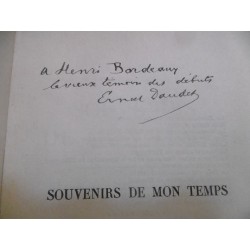 A Henri Bordeaux
le vieux témoin des débuts
Ernest Daudet
SOUVENIRS DE MON TEMPS